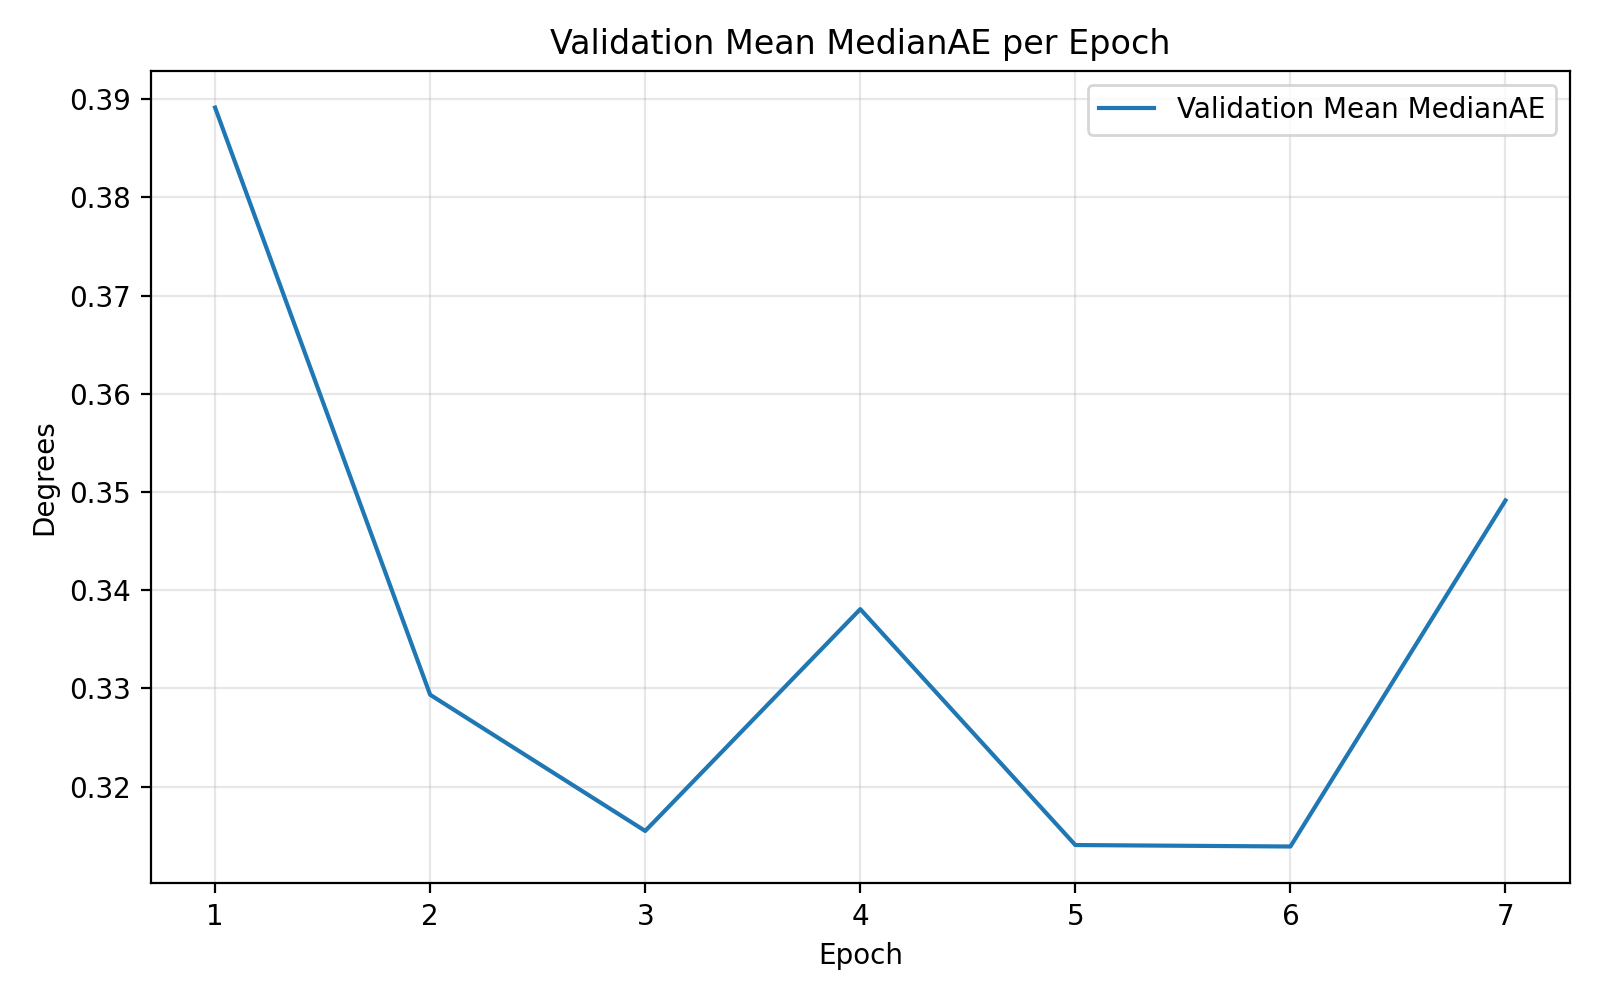 Validation Mean MedianAE per Epoch
Validation Mean MedianAE
0.39
0.38
0.37
0.36
0.35
0.34
0.33
0.32
Degrees
1 2 3 4 5 6 7
Epoch